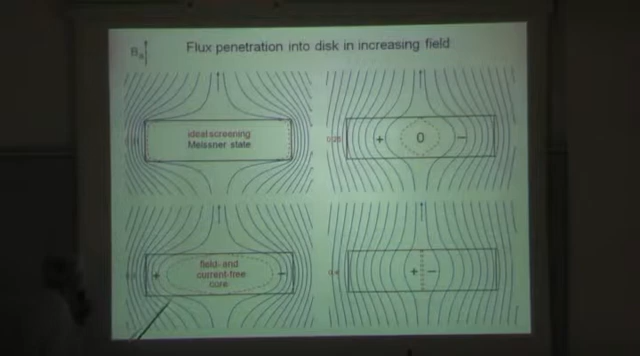 Flux penetration into disk in increasing field
Ba
ideal screening
Meissner state
+ 0 −
field- and
current-free
core
+ −
+ −